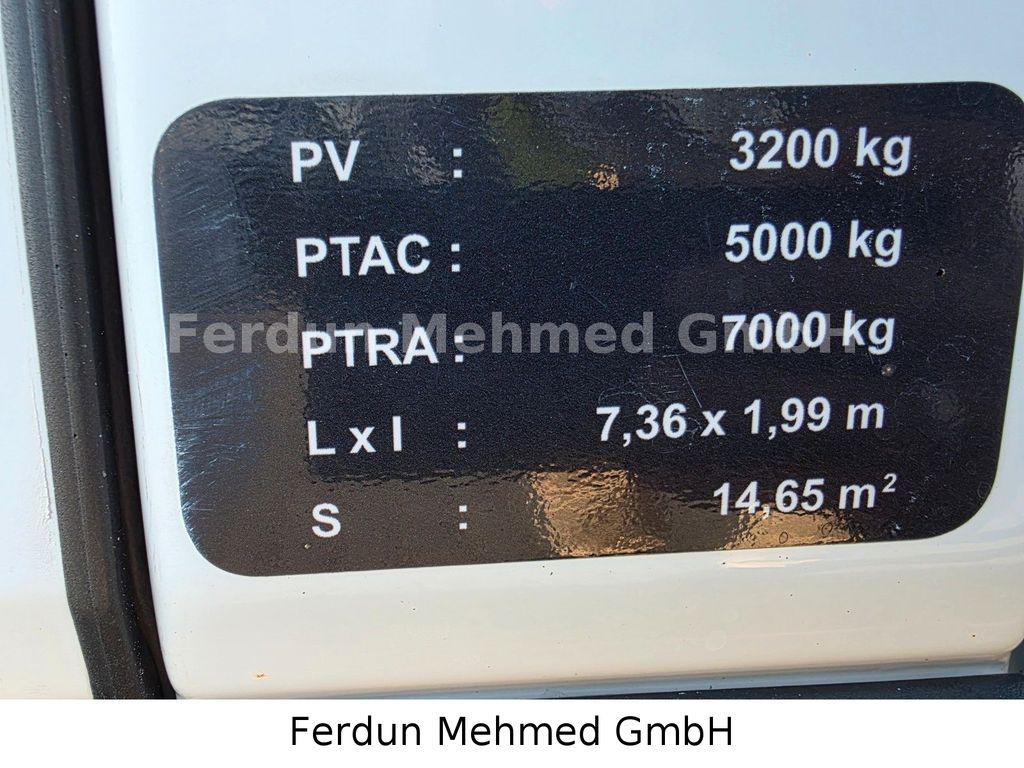 PV : 3200 kg
PTAC : 5000 kg
PTRA : 7000 kg
Ferdun Mehmed GmbH
L x l : 7,36 x 1,99 m
S : 14,65 m²
Ferdun Mehmed GmbH